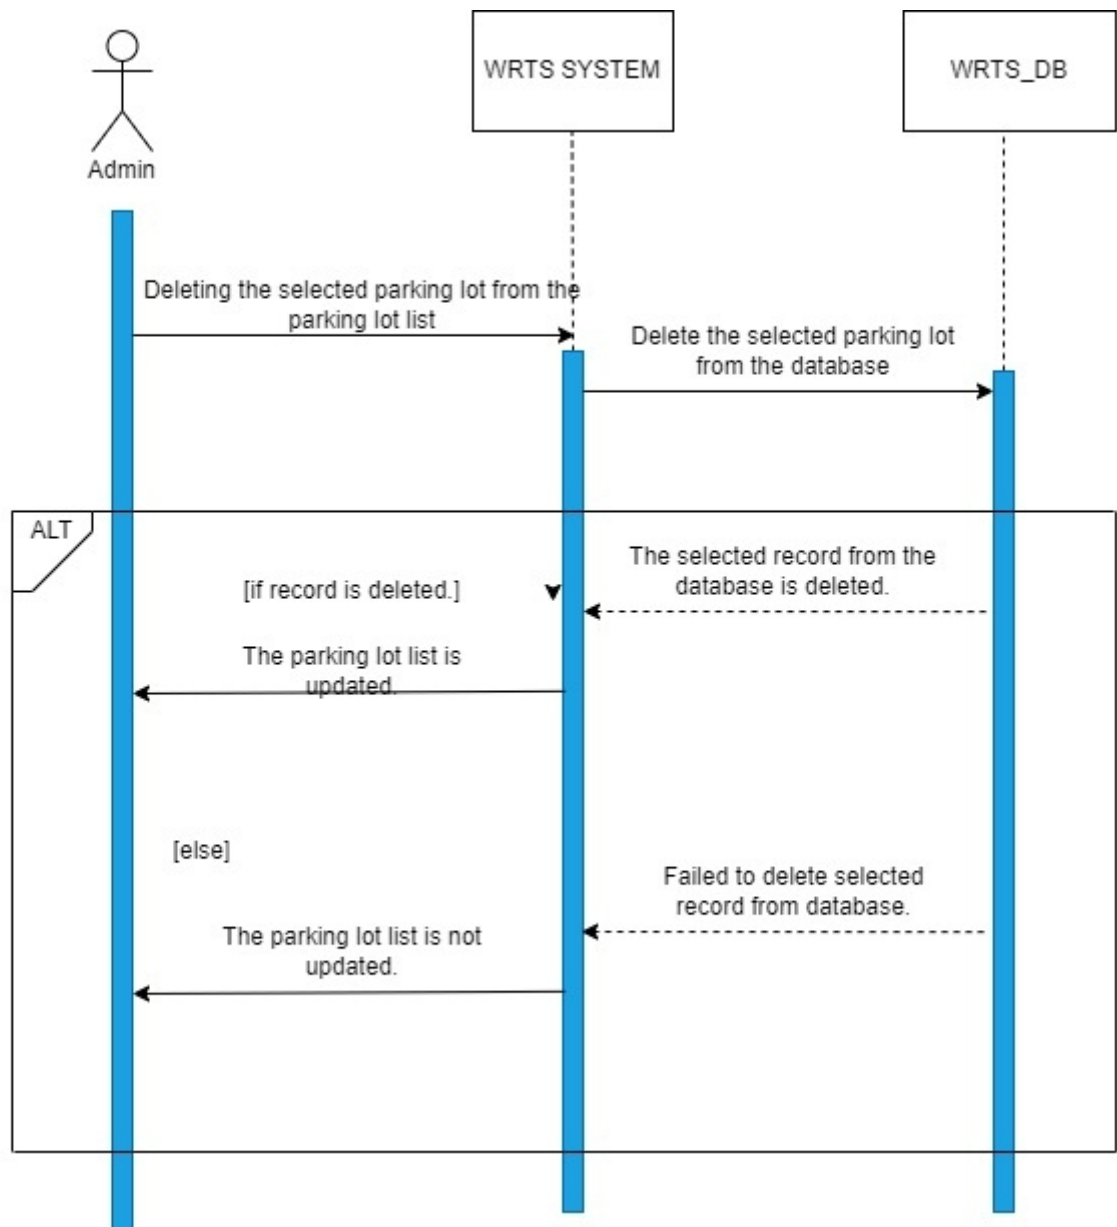 WRTS SYSTEM
WRTS_DB
Admin
Deleting the selected parking lot from the
parking lot list
Delete the selected parking lot
from the database
ALT
The selected record from the
database is deleted.
[if record is deleted.]
The parking lot list is
updated.
[else]
Failed to delete selected
record from database.
The parking lot list is not
updated.